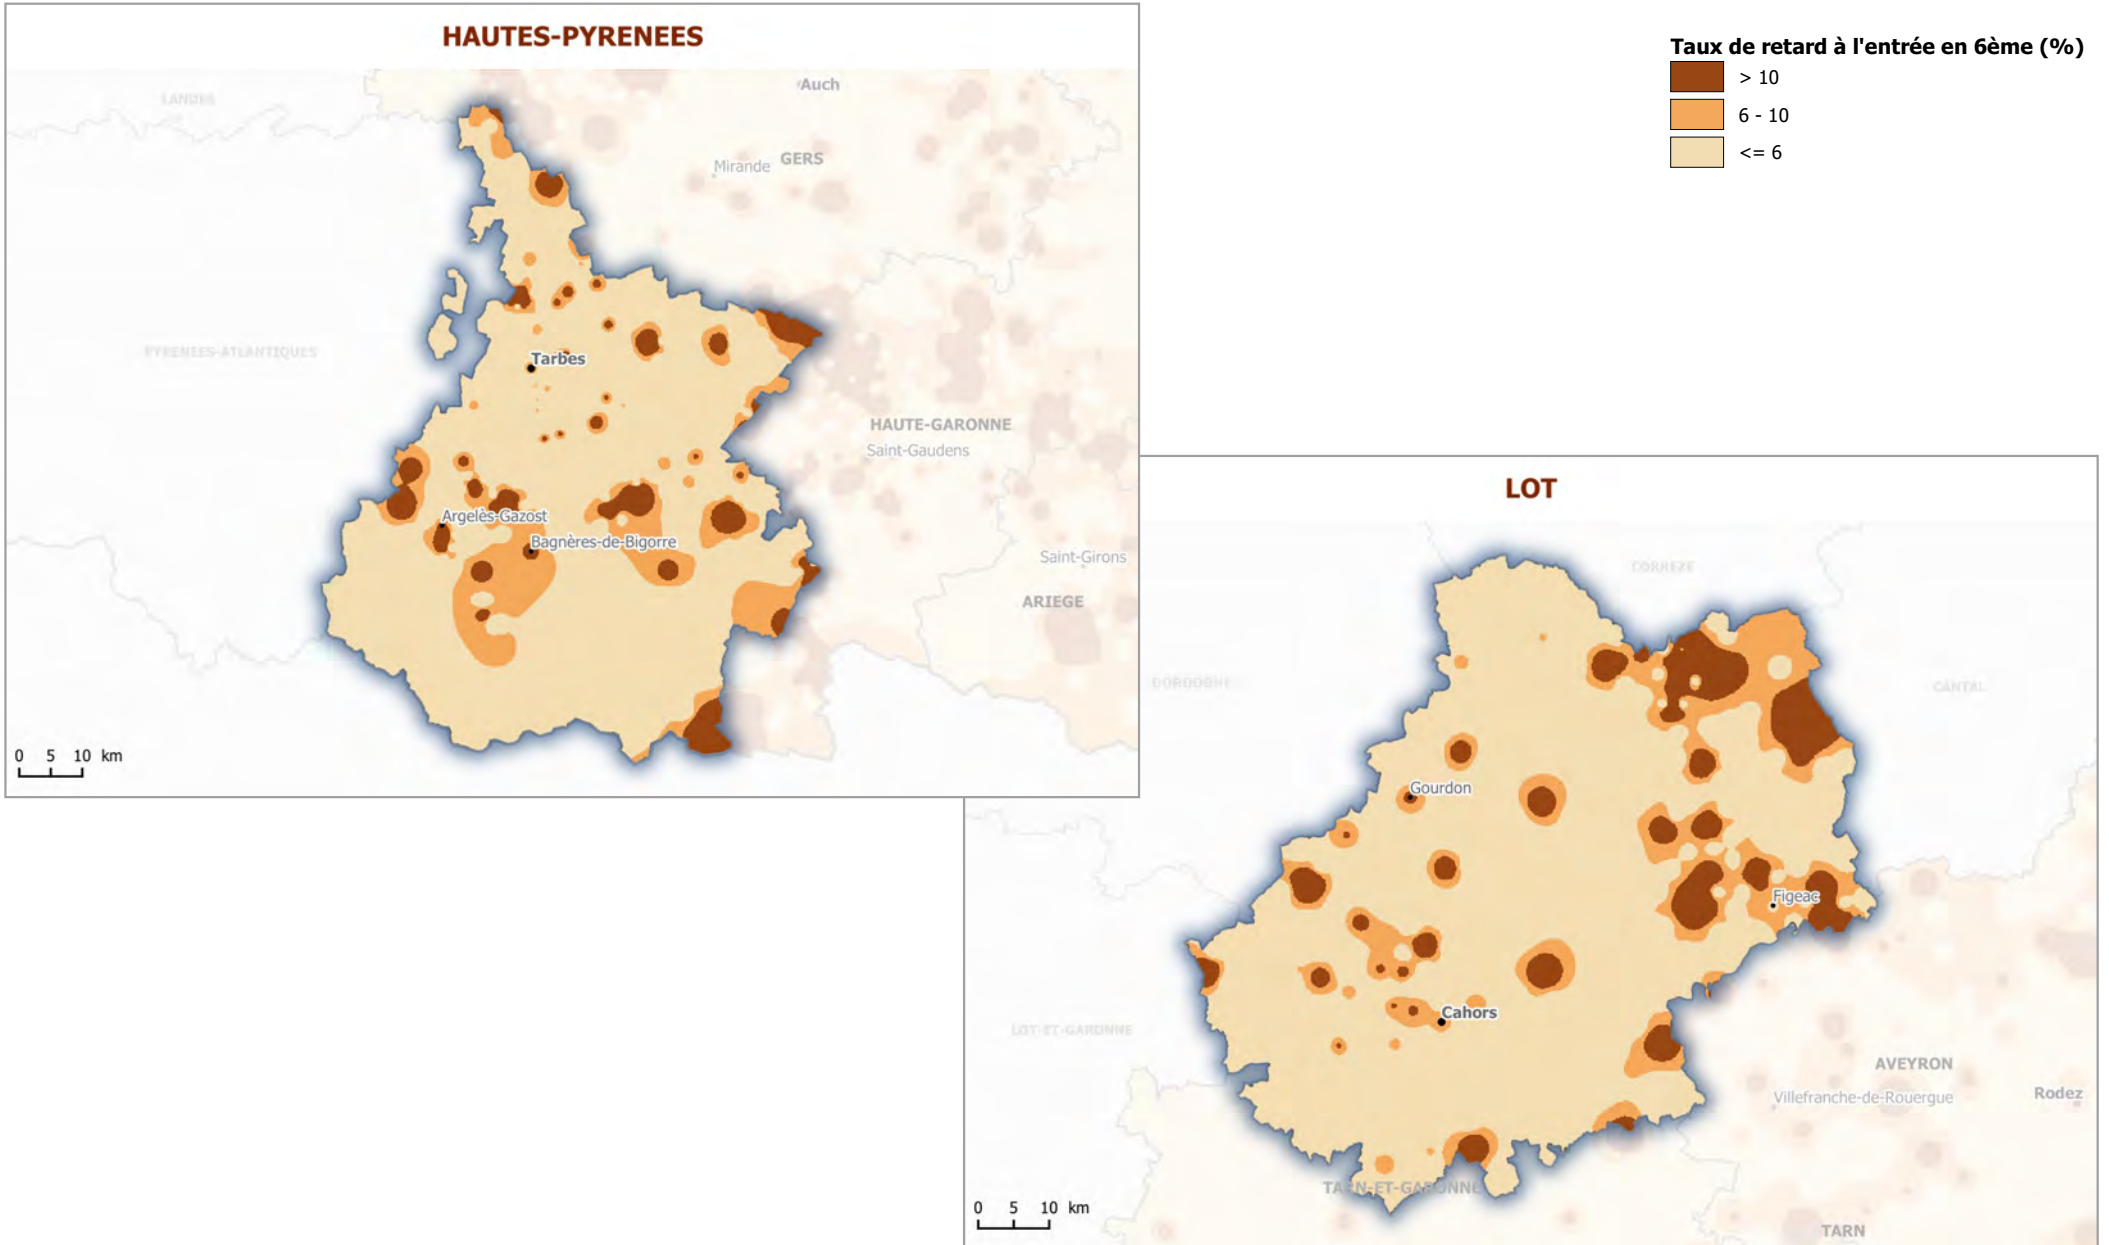 HAUTES-PYRENEES
Taux de retard à l'entrée en 6ème (%)
> 10
6 - 10
<= 6
LANDES
Auch
Mirande
GERS
PYRENEES-ATLANTIQUES
Tarbes
HAUTE-GARONNE
Saint-Gaudens
Argelès-Gazost
Bagnères-de-Bigorre
Saint-Girons
ARIEGE
0 5 10 km
LOT
CORREZE
DORDOGNE
CANTAL
Gourdon
Figeac
Cahors
LOT-ET-GARONNE
AVEYRON
Villefranche-de-Rouergue
Rodez
TARN-ET-GARONNE
TARN
0 5 10 km